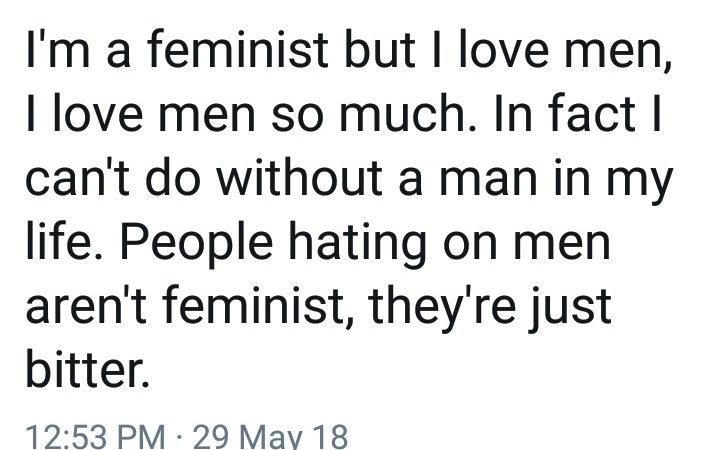 I'm a feminist but I love men,
I love men so much. In fact I
can't do without a man in my
life. People hating on men
aren't feminist, they're just
bitter.
12:53 PM · 29 May 18